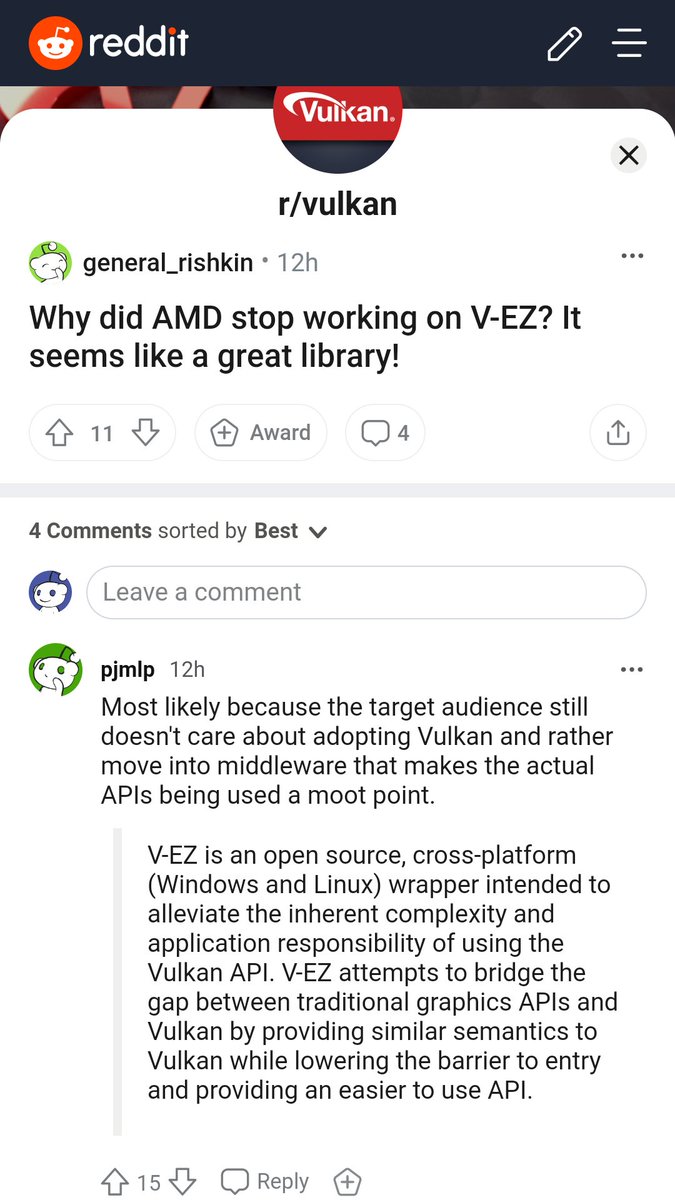 reddit
Vulkan.
r/vulkan
general_rishkin • 12h
Why did AMD stop working on V-EZ? It
seems like a great library!
11
Award
4
4 Comments sorted by Best
Leave a comment
pjmlp 12h
Most likely because the target audience still
doesn't care about adopting Vulkan and rather
move into middleware that makes the actual
APIs being used a moot point.
V-EZ is an open source, cross-platform
(Windows and Linux) wrapper intended to
alleviate the inherent complexity and
application responsibility of using the
Vulkan API. V-EZ attempts to bridge the
gap between traditional graphics APIs and
Vulkan by providing similar semantics to
Vulkan while lowering the barrier to entry
and providing an easier to use API.
15
Reply